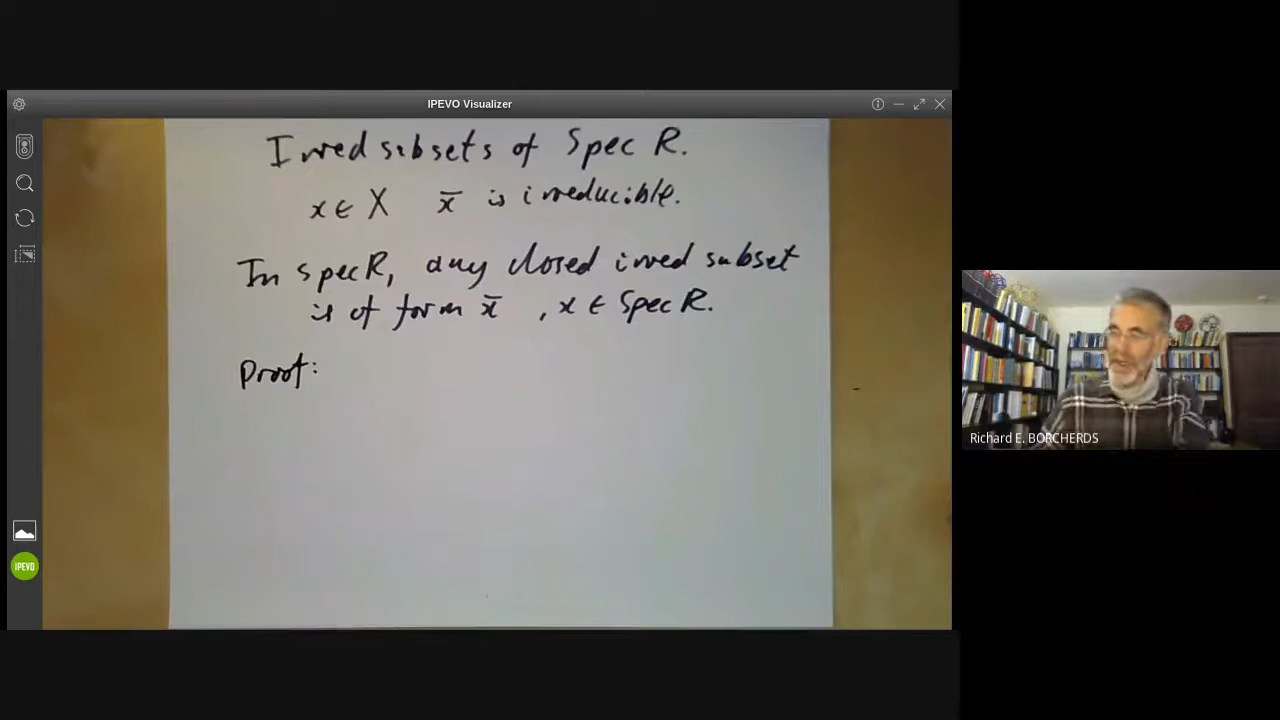 IPEVO Visualizer
Irred subsets of Spec R.
x ∈ X x̄ is irreducible.
In spec R, any closed irred subset
is of form x̄ , x ∈ Spec R.
Proof:
IPEVO
Richard E. BORCHERDS